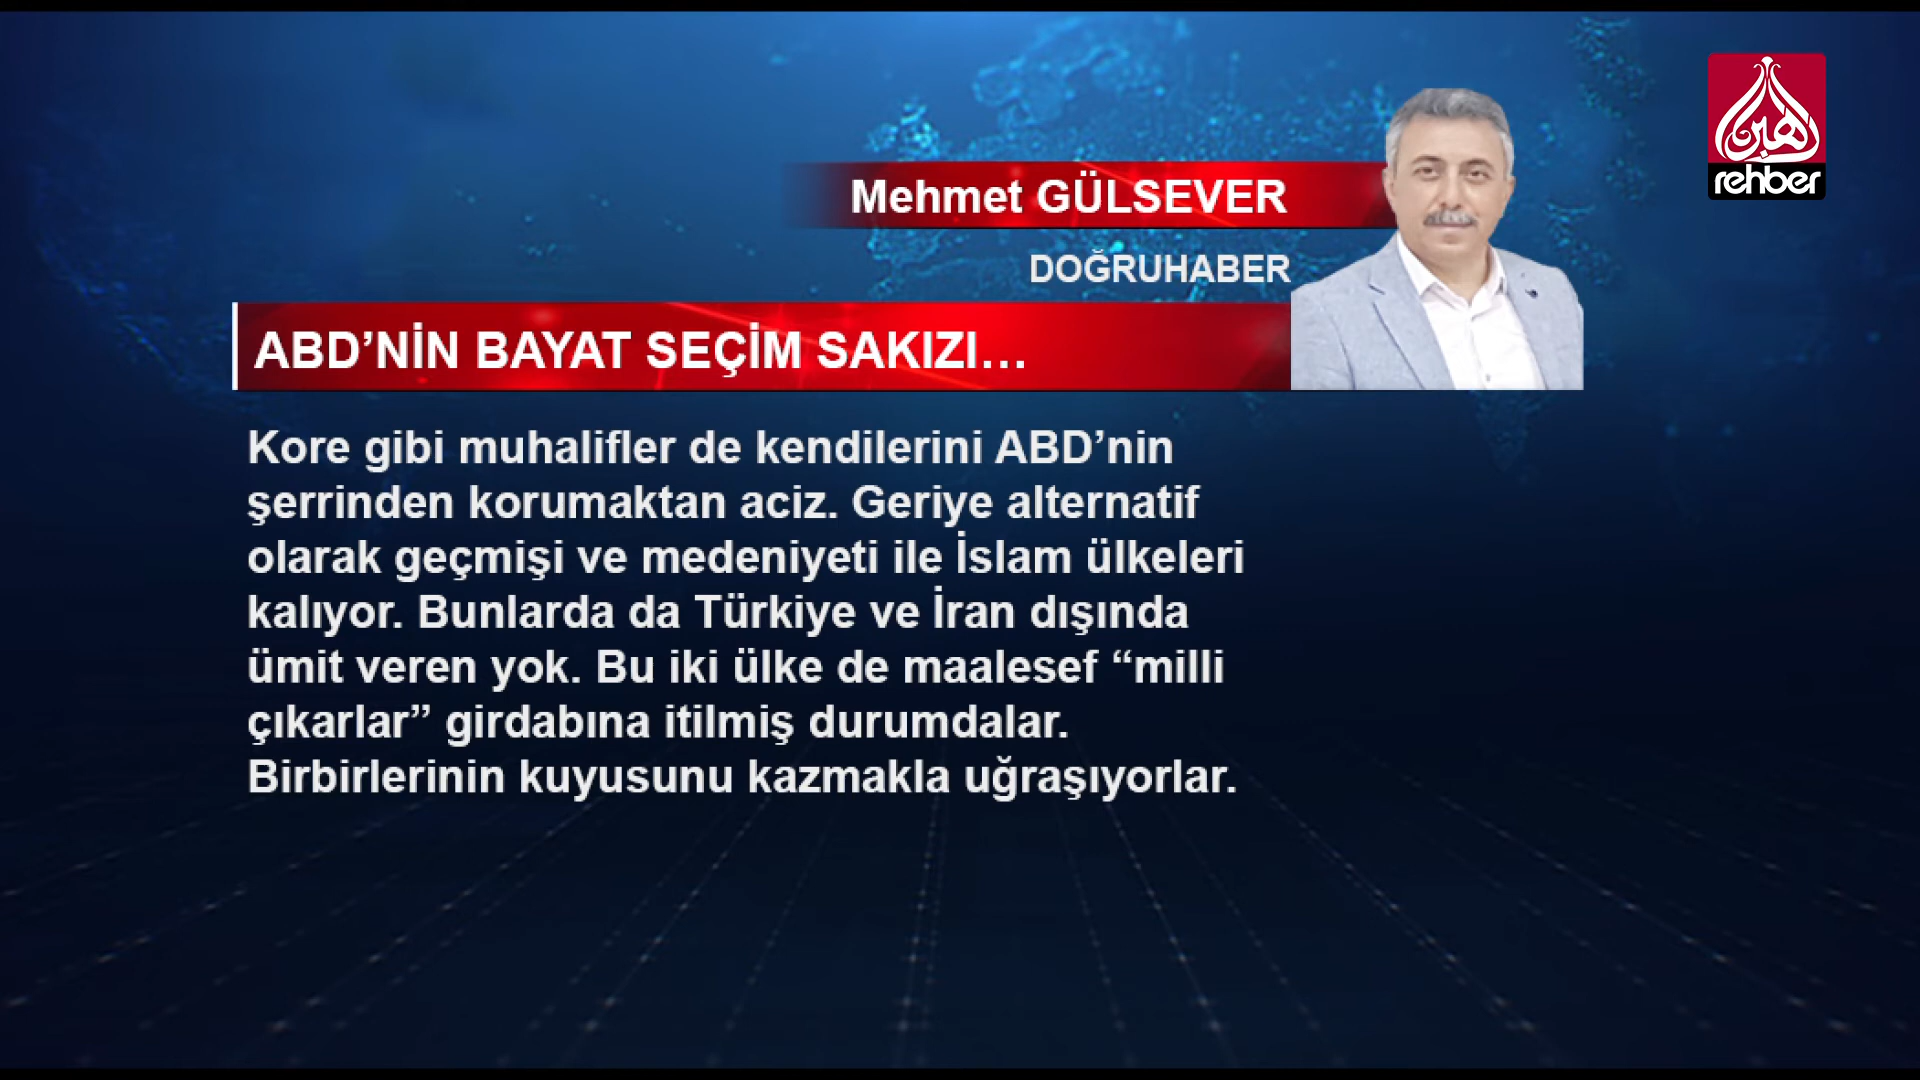 رهبر
rehber
Mehmet GÜLSEVER
DOĞRUHABER
ABD’NİN BAYAT SEÇİM SAKIZI…
Kore gibi muhalifler de kendilerini ABD’nin
şerrinden korumaktan aciz. Geriye alternatif
olarak geçmişi ve medeniyeti ile İslam ülkeleri
kalıyor. Bunlarda da Türkiye ve İran dışında
ümit veren yok. Bu iki ülke de maalesef “milli
çıkarlar” girdabına itilmiş durumdalar.
Birbirlerinin kuyusunu kazmakla uğraşıyorlar.